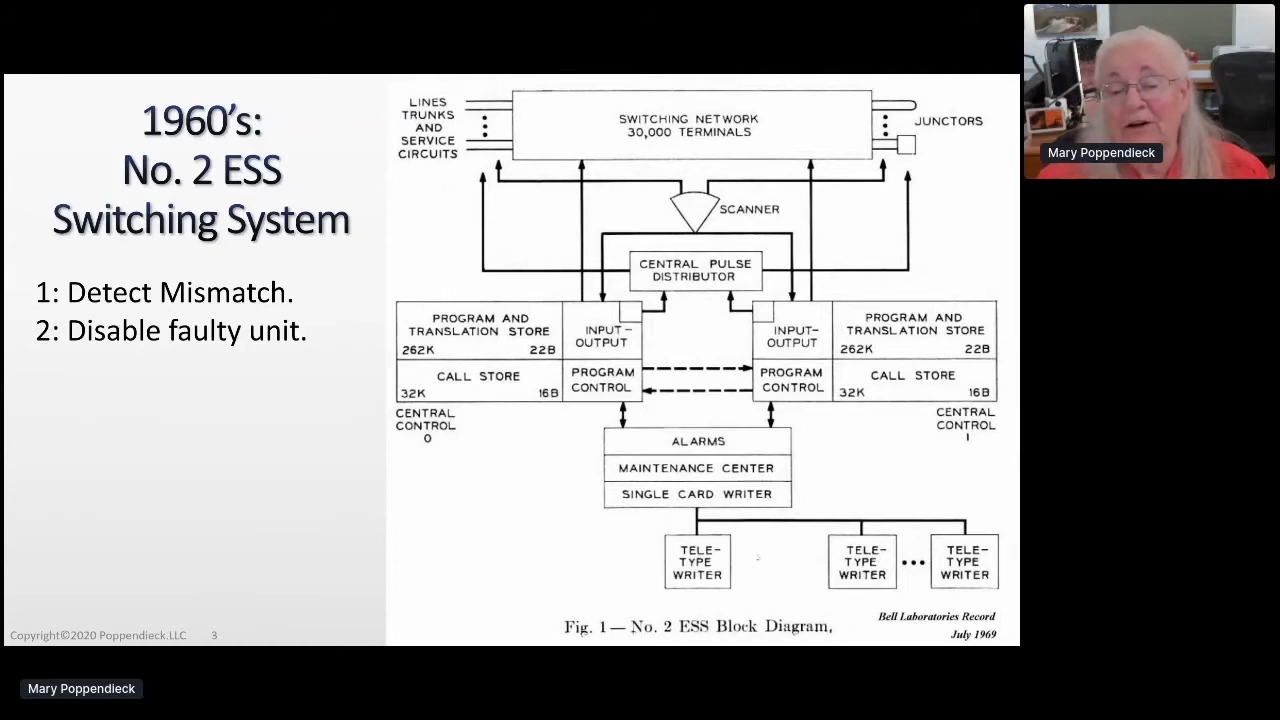 1960's:
No. 2 ESS
Switching System
1: Detect Mismatch.
2: Disable faulty unit.
LINES
TRUNKS
AND
SERVICE
CIRCUITS
SWITCHING NETWORK
30,000 TERMINALS
JUNCTORS
SCANNER
CENTRAL PULSE
DISTRIBUTOR
PROGRAM AND
TRANSLATION STORE
262K 22B
INPUT-
OUTPUT
INPUT-
OUTPUT
PROGRAM AND
TRANSLATION STORE
262K 22B
CALL STORE
32K 16B
PROGRAM
CONTROL
PROGRAM
CONTROL
CALL STORE
32K 16B
CENTRAL
CONTROL
0
CENTRAL
CONTROL
1
ALARMS
MAINTENANCE CENTER
SINGLE CARD WRITER
TELE-
TYPE
WRITER
TELE-
TYPE
WRITER
TELE-
TYPE
WRITER
Fig. 1 — No. 2 ESS Block Diagram,
Bell Laboratories Record
July 1969
Copyright©2020 Poppendieck.LLC 3
Mary Poppendieck
Mary Poppendieck